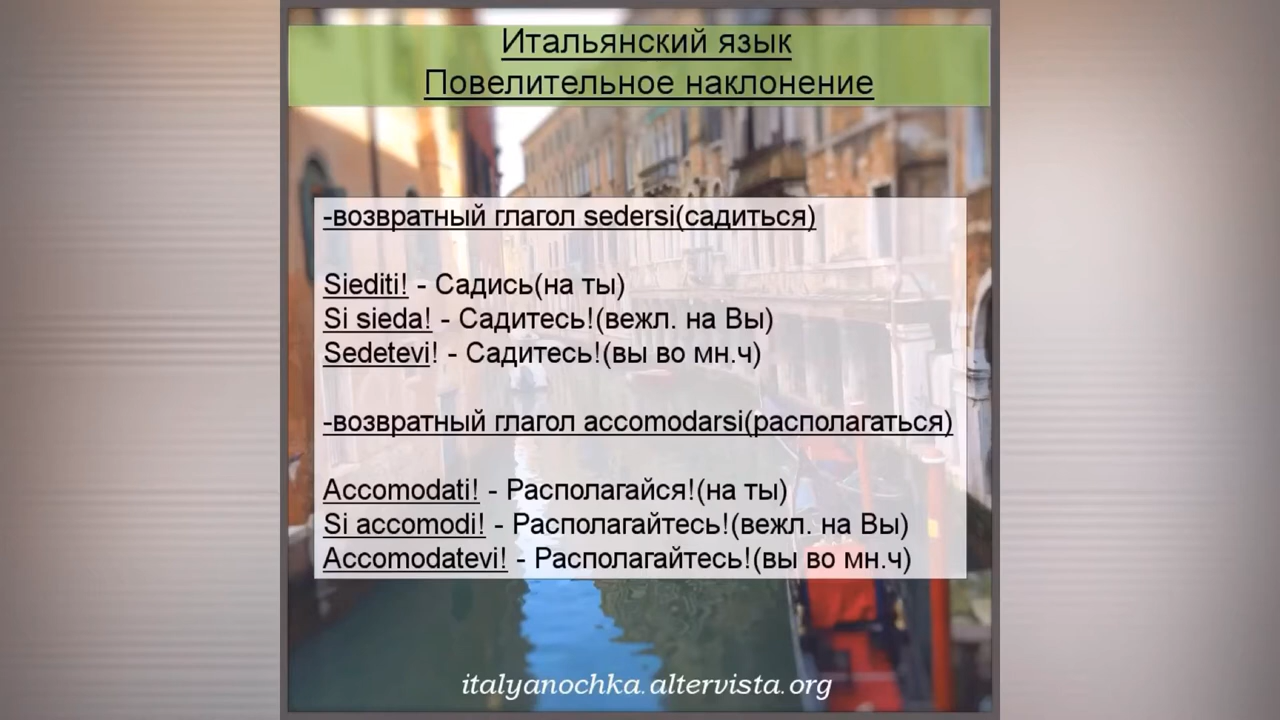 Итальянский язык
Повелительное наклонение
-возвратный глагол sedersi(садиться)
Siediti! - Садись(на ты)
Si sieda! - Садитесь!(вежл. на Вы)
Sedetevi! - Садитесь!(вы во мн.ч)
-возвратный глагол accomodarsi(располагаться)
Accomodati! - Располагайся!(на ты)
Si accomodi! - Располагайтесь!(вежл. на Вы)
Accomodatevi! - Располагайтесь!(вы во мн.ч)
italyanochka.altervista.org